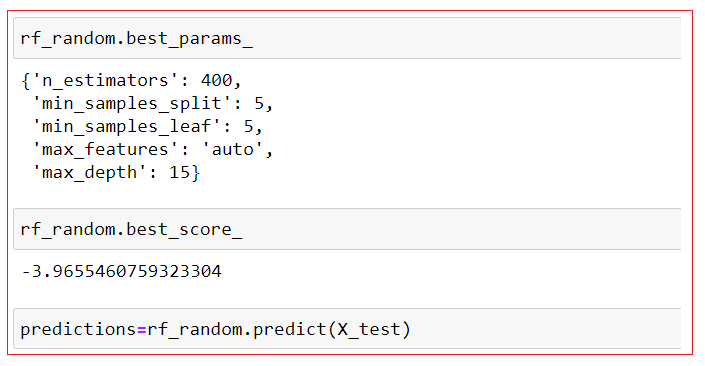 rf_random.best_params_
{'n_estimators': 400,
 'min_samples_split': 5,
 'min_samples_leaf': 5,
 'max_features': 'auto',
 'max_depth': 15}
rf_random.best_score_
-3.9655460759323304
predictions=rf_random.predict(X_test)